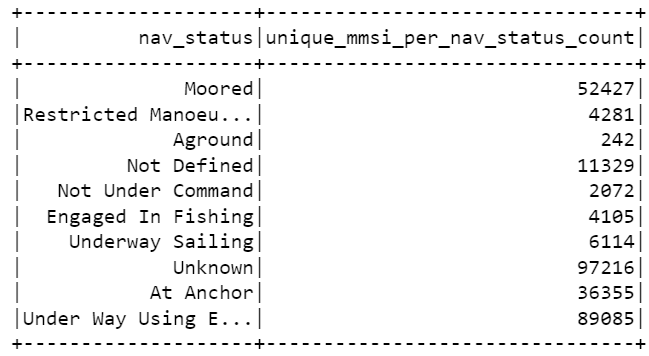 +--------------------+-------------------------------+
|          nav_status|unique_mmsi_per_nav_status_count|
+--------------------+-------------------------------+
|              Moored|                          52427|
|Restricted Manoeu...|                           4281|
|             Aground|                            242|
|         Not Defined|                          11329|
|   Not Under Command|                           2072|
|  Engaged In Fishing|                           4105|
|    Underway Sailing|                           6114|
|             Unknown|                          97216|
|           At Anchor|                          36355|
|Under Way Using E...|                          89085|
+--------------------+-------------------------------+